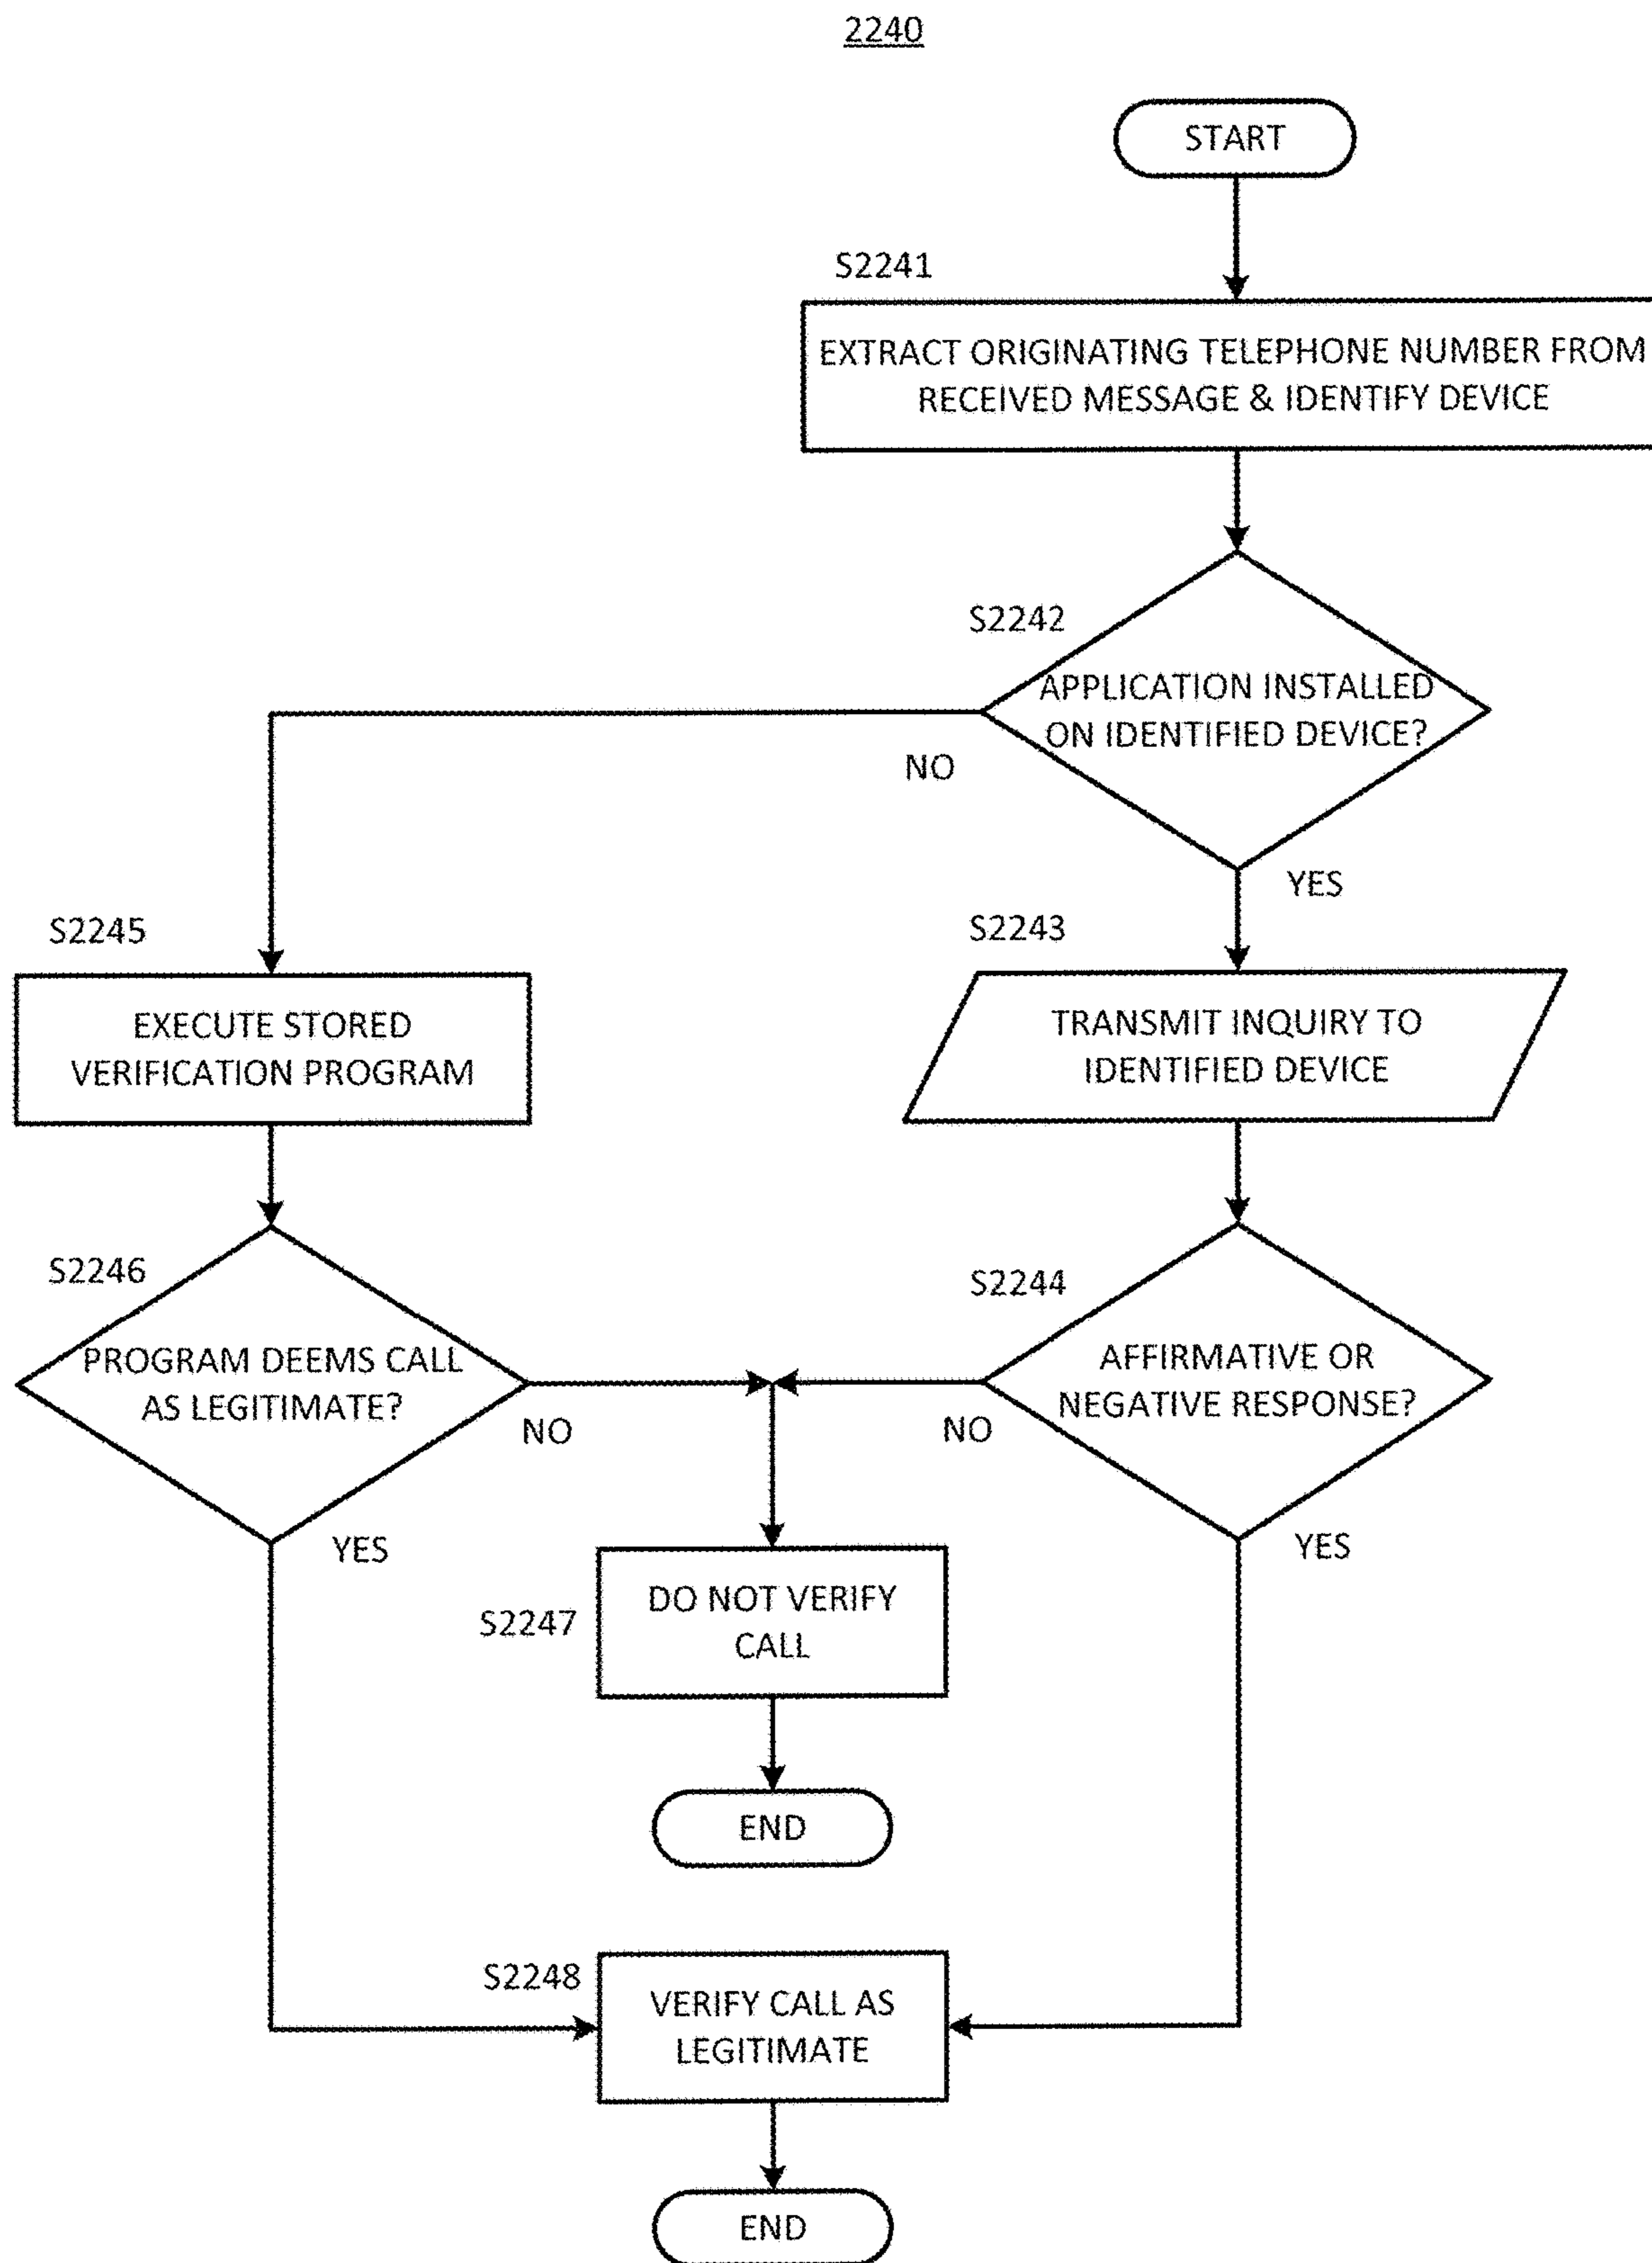 2240
START
S2241
EXTRACT ORIGINATING TELEPHONE NUMBER FROM
RECEIVED MESSAGE & IDENTIFY DEVICE
S2242
APPLICATION INSTALLED
ON IDENTIFIED DEVICE?
NO
YES
S2245
S2243
EXECUTE STORED
VERIFICATION PROGRAM
TRANSMIT INQUIRY TO
IDENTIFIED DEVICE
S2246
S2244
PROGRAM DEEMS CALL
AS LEGITIMATE?
AFFIRMATIVE OR
NEGATIVE RESPONSE?
NO
NO
YES
YES
S2247
DO NOT VERIFY
CALL
END
S2248
VERIFY CALL AS
LEGITIMATE
END